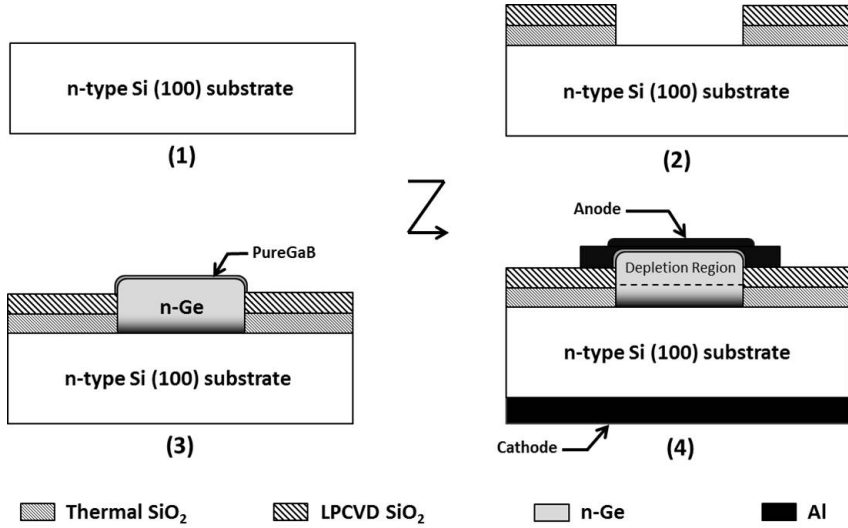 n-type Si (100) substrate
(1)
n-type Si (100) substrate
(2)
PureGaB
n-Ge
n-type Si (100) substrate
(3)
Anode
Depletion Region
n-type Si (100) substrate
Cathode
(4)
Thermal SiO₂
LPCVD SiO₂
n-Ge
Al